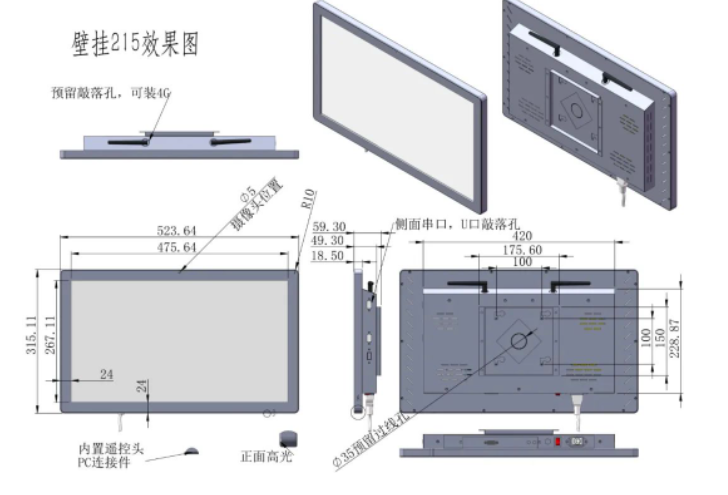 壁挂215效果图
预留敲落孔，可装4G
∅5
摄像头位置
R10
523.64
475.64
315.11
267.11
24
24
内置遥控头
PC连接件
正面高光
59.30
49.30
18.50
侧面串口，U口敲落孔
420
175.60
100
100
150
228.87
∅35预留过线孔